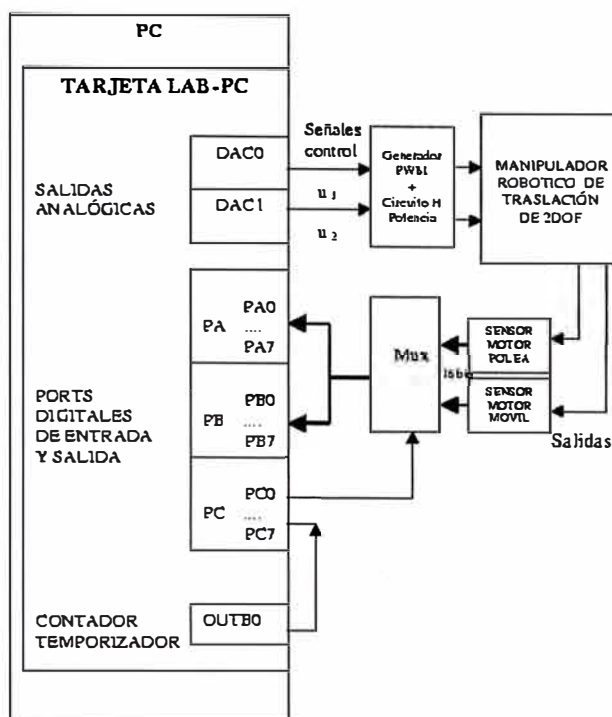 PC
TARJETA LAB-PC
SALIDAS
ANALÓGICAS
DAC0
DAC1
Señales
control
u 1
u 2
Generador
PWM
+
Circuito H
Potencia
MANIPULADOR
ROBOTICO DE
TRASLACIÓN
DE 2DOF
PORTS
DIGITALES
DE ENTRADA
Y SALIDA
PA
PA0
....
PA7
PB
PB0
....
PB7
PC
PC0
....
PC7
Mux
SENSOR
MOTOR
POLEA
SENSOR
MOTOR
MOVIL
Salidas
CONTADOR
TEMPORIZADOR
OUTB0